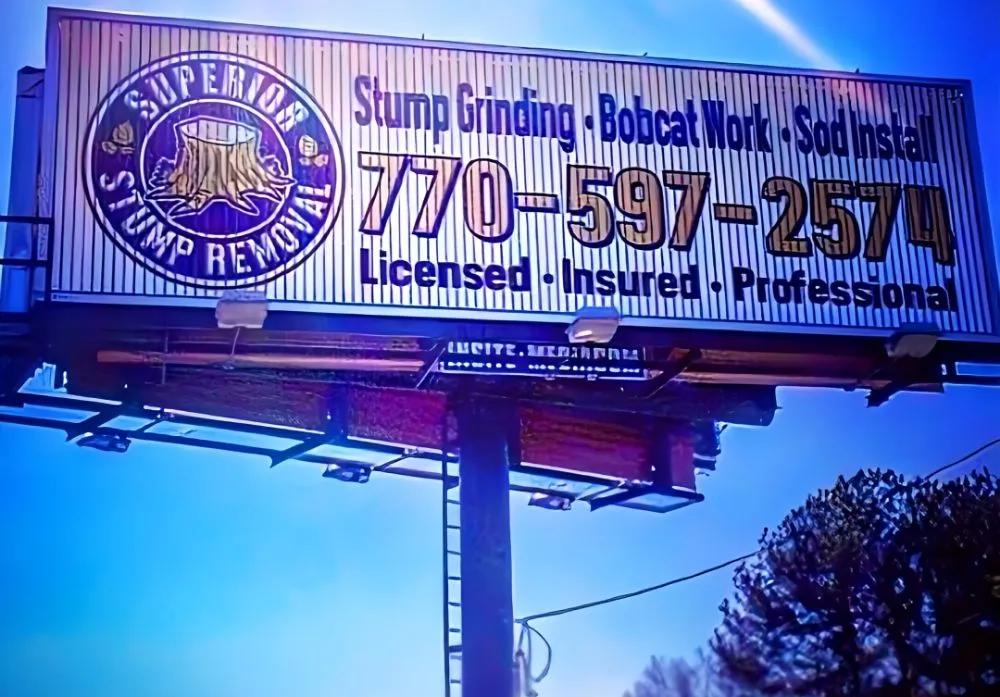 SUPERIOR
STUMP REMOVAL
Stump Grinding · Bobcat Work · Sod Install
770-597-2574
Licensed · Insured · Professional